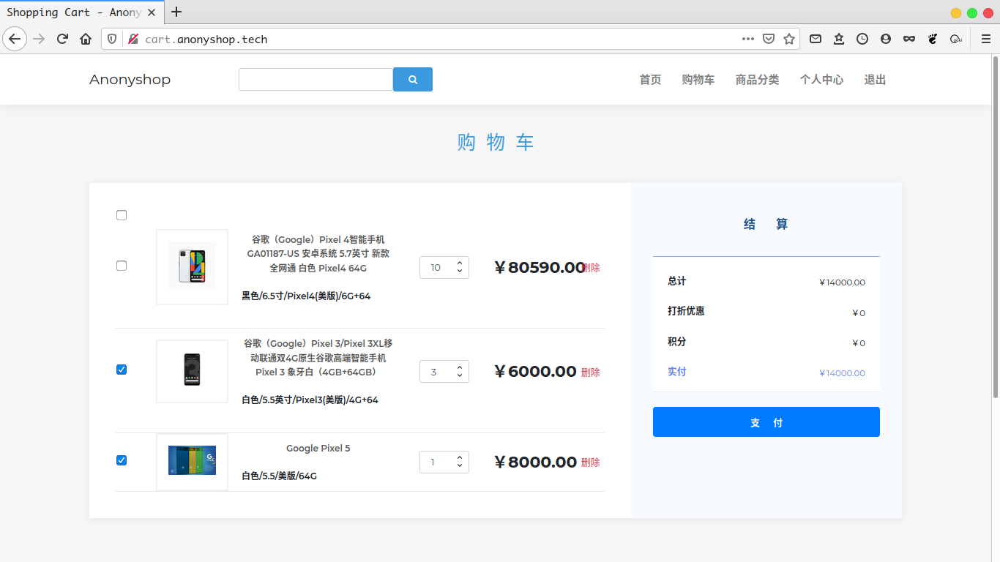 Shopping Cart - Anony
cart.anonyshop.tech
Anonyshop
首页 购物车 商品分类 个人中心 退出
购 物 车
谷歌（Google）Pixel 4智能手机
GA01187-US 安卓系统 5.7英寸 新款
全网通 白色 Pixel4 64G
黑色/6.5寸/Pixel4(美版)/6G+64
10
￥80590.00
删除
谷歌（Google）Pixel 3/Pixel 3XL移
动联通双4G原生谷歌高端智能手机
Pixel 3 象牙白（4GB+64GB）
白色/5.5英寸/Pixel3(美版)/4G+64
3
￥6000.00
删除
Google Pixel 5
白色/5.5/美版/64G
1
￥8000.00
删除
结 算
总计 ￥14000.00
打折优惠 ￥0
积分 ￥0
实付 ￥14000.00
支 付